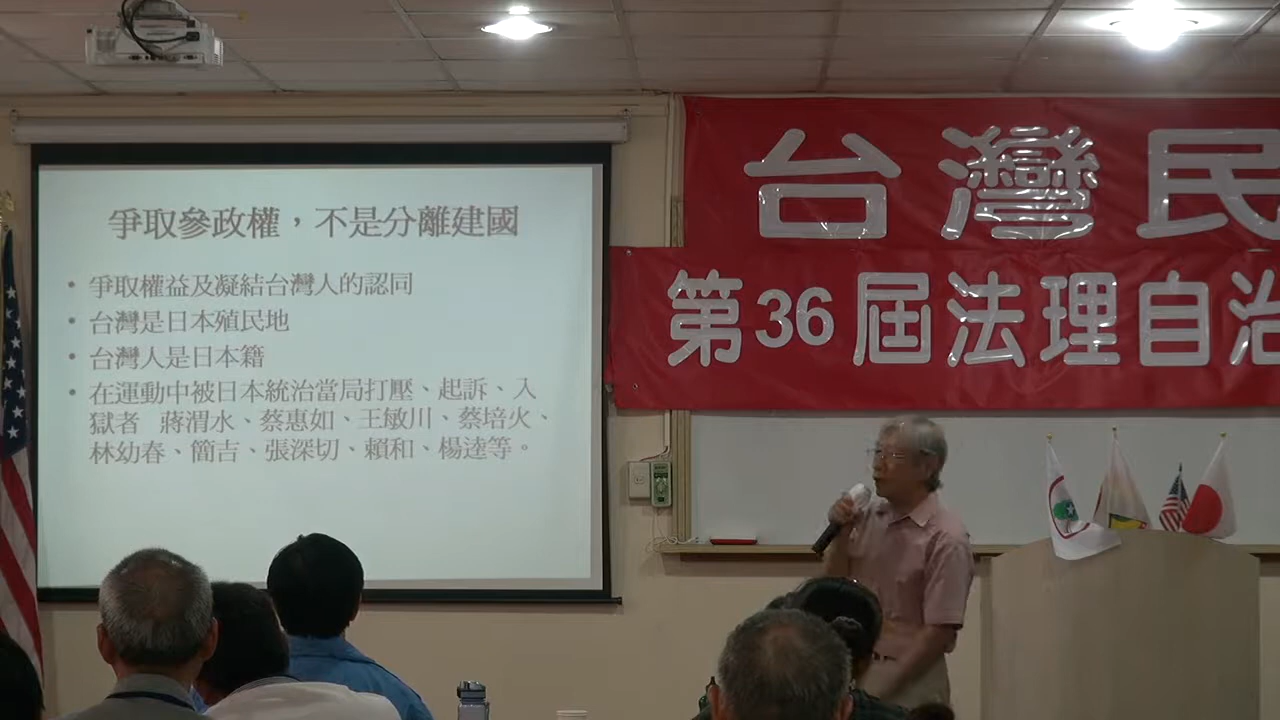 爭取參政權，不是分離建國
• 爭取權益及凝結台灣人的認同
• 台灣是日本殖民地
• 台灣人是日本籍
• 在運動中被日本統治當局打壓、起訴、入
獄者 蔣渭水、蔡惠如、王敏川、蔡培火、
林幼春、簡吉、張深切、賴和、楊逵等。
台灣民
第36屆法理自治